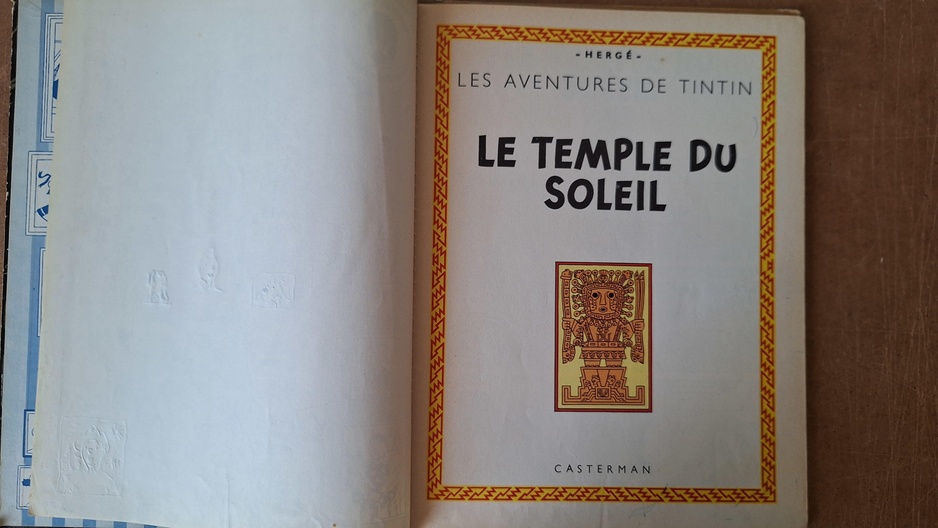 -HERGÉ-
LES AVENTURES DE TINTIN
LE TEMPLE DU
SOLEIL
CASTERMAN